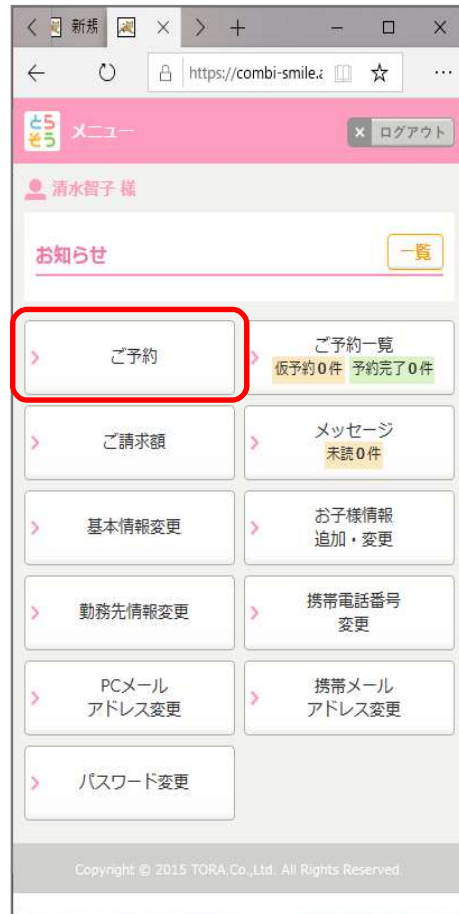 新規
https://combi-smile.a
とら
そう
メニュー
× ログアウト
清水智子 様
お知らせ
一覧
ご予約
ご予約一覧
仮予約0件 予約完了0件
ご請求額
メッセージ
未読0件
基本情報変更
お子様情報
追加・変更
勤務先情報変更
携帯電話番号
変更
PCメール
アドレス変更
携帯メール
アドレス変更
パスワード変更
Copyright © 2015 TORA Co.,Ltd. All Rights Reserved.